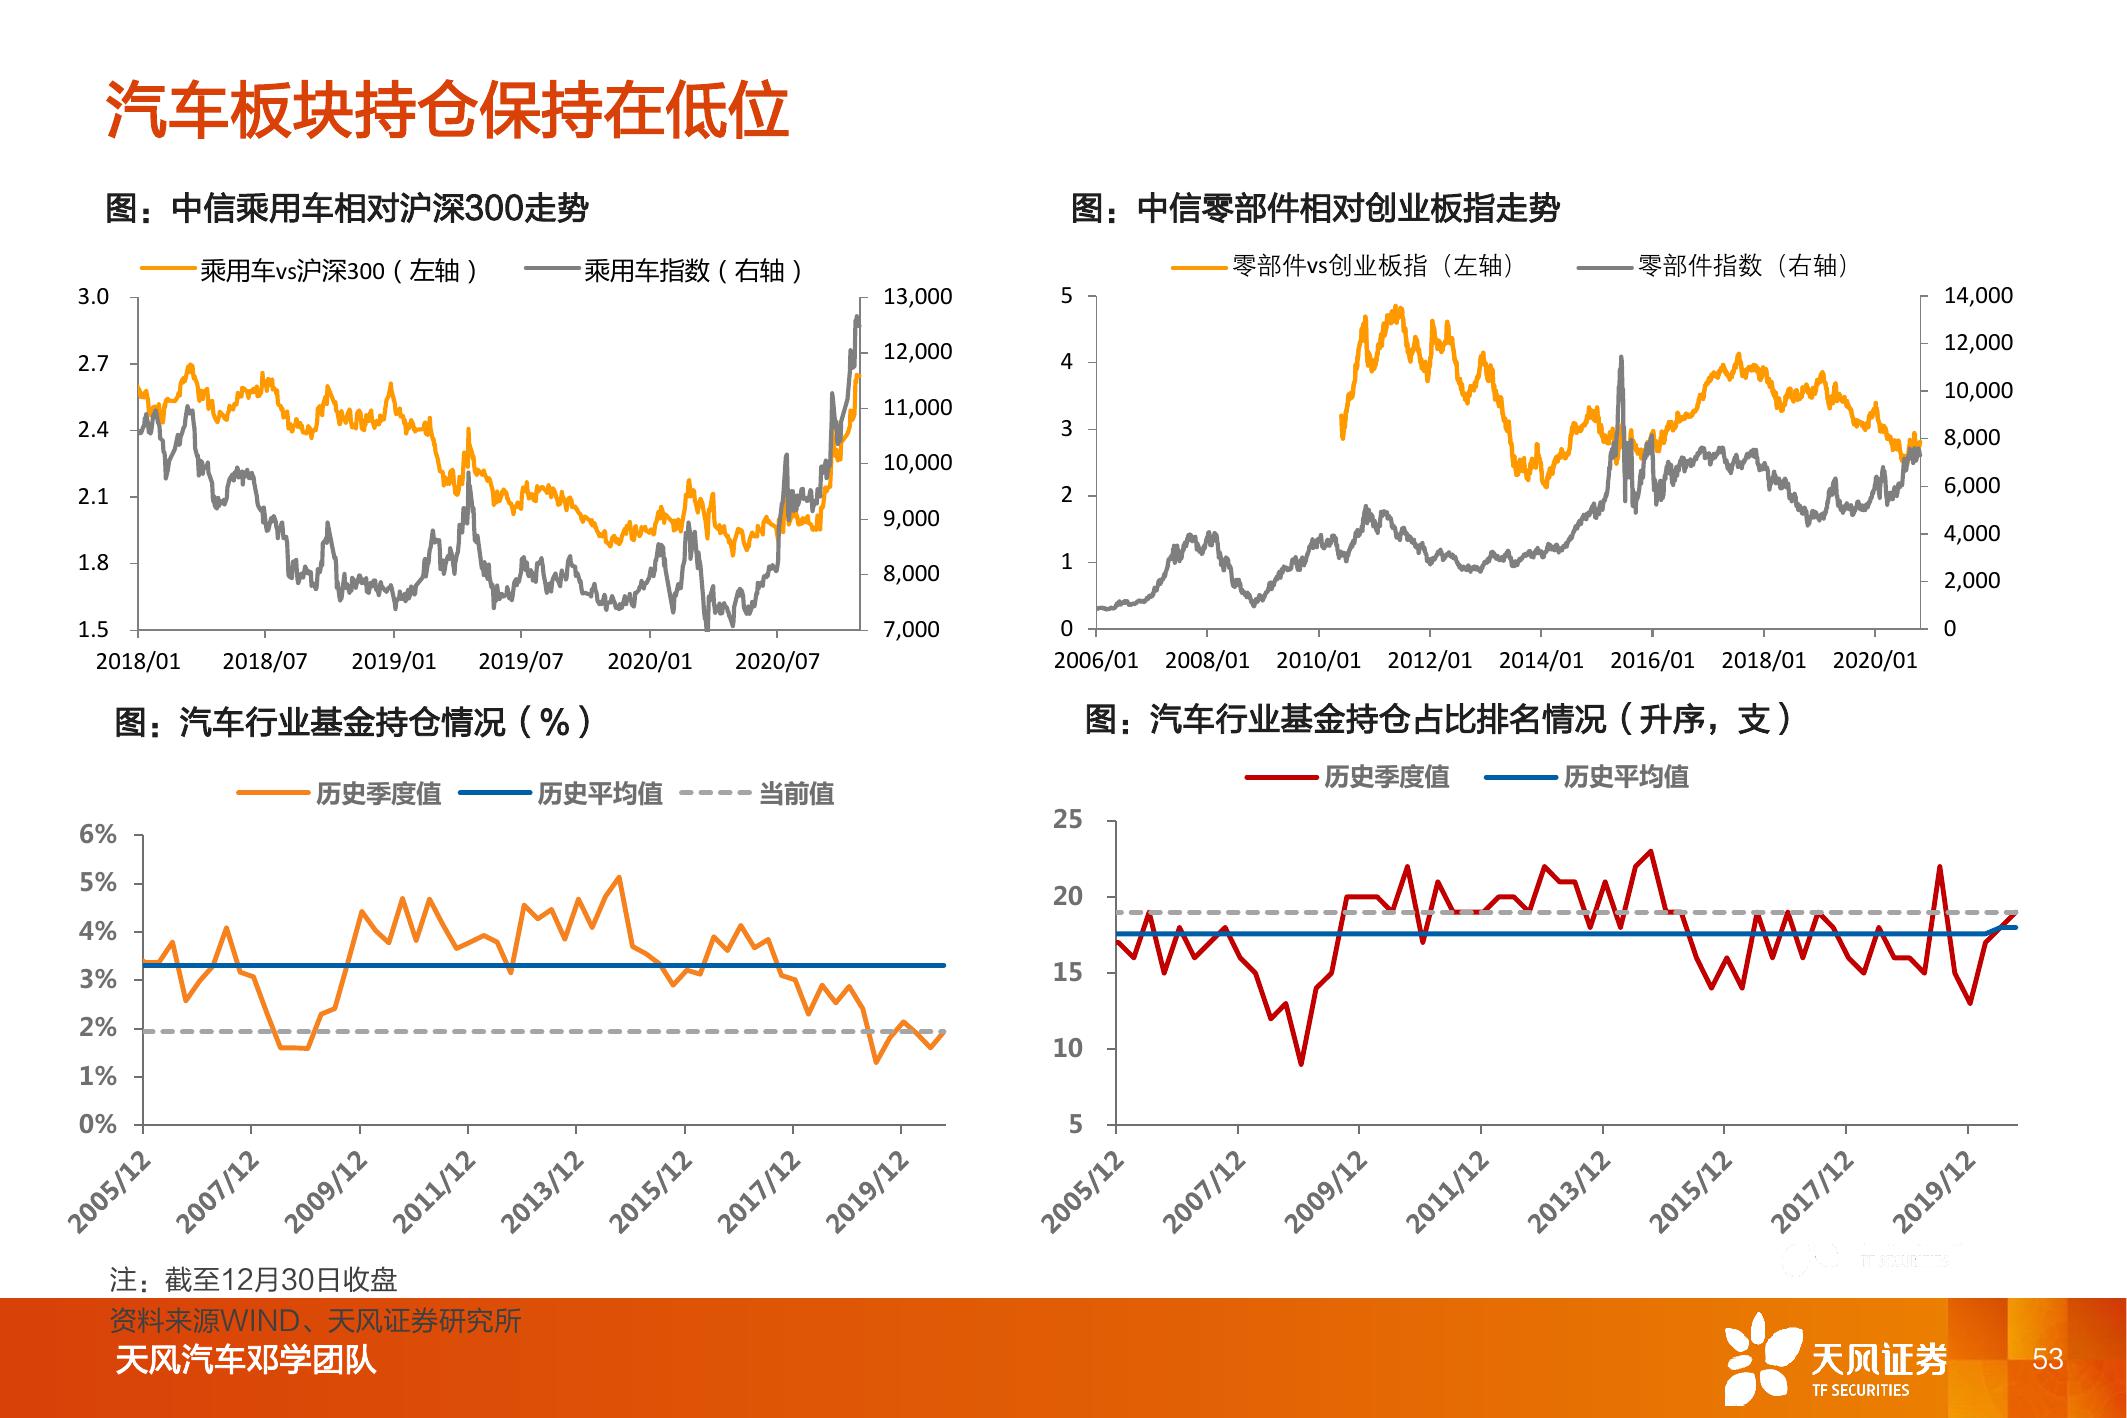 汽车板块持仓保持在低位
图：中信乘用车相对沪深300走势
乘用车vs沪深300（左轴） 乘用车指数（右轴）
3.0
2.7
2.4
2.1
1.8
1.5
13,000
12,000
11,000
10,000
9,000
8,000
7,000
2018/01 2018/07 2019/01 2019/07 2020/01 2020/07
图：中信零部件相对创业板指走势
零部件vs创业板指（左轴） 零部件指数（右轴）
5
4
3
2
1
0
14,000
12,000
10,000
8,000
6,000
4,000
2,000
0
2006/01 2008/01 2010/01 2012/01 2014/01 2016/01 2018/01 2020/01
图：汽车行业基金持仓情况（%）
历史季度值 历史平均值 当前值
6%
5%
4%
3%
2%
1%
0%
2005/12 2007/12 2009/12 2011/12 2013/12 2015/12 2017/12 2019/12
图：汽车行业基金持仓占比排名情况（升序，支）
历史季度值 历史平均值
25
20
15
10
5
2005/12 2007/12 2009/12 2011/12 2013/12 2015/12 2017/12 2019/12
注：截至12月30日收盘
资料来源WIND、天风证券研究所
天风汽车邓学团队
天风证券
TF SECURITIES
53